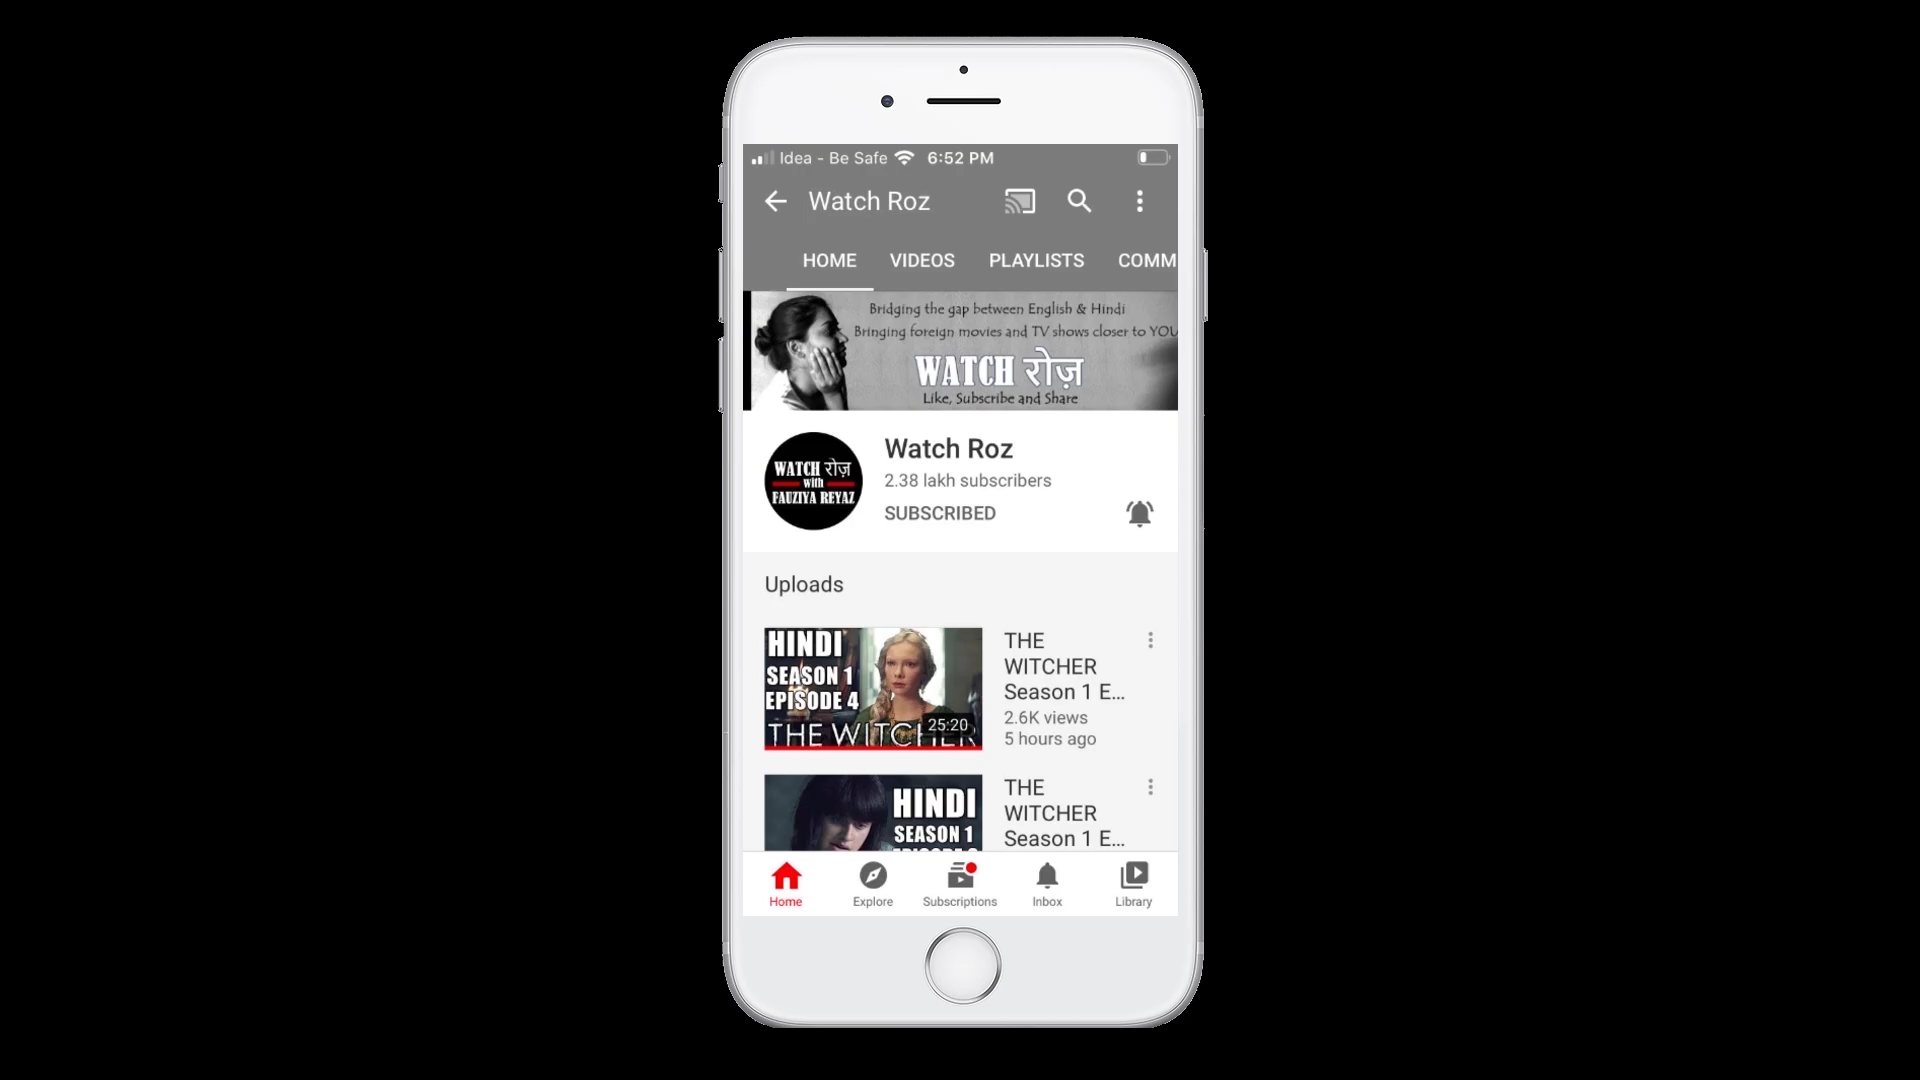 Idea - Be Safe 6:52 PM
Watch Roz
HOME VIDEOS PLAYLISTS COMM
Bridging the gap between English & Hindi
Bringing foreign movies and TV shows closer to YOU
WATCH रोज़
Like, Subscribe and Share
WATCH रोज़
with
FAUZIYA REYAZ
Watch Roz
2.38 lakh subscribers
SUBSCRIBED
Uploads
HINDI
SEASON 1
EPISODE 4
THE WITCHER
25:20
THE
WITCHER
Season 1 E...
2.6K views
5 hours ago
HINDI
SEASON 1
THE
WITCHER
Season 1 E...
Home Explore Subscriptions Inbox Library